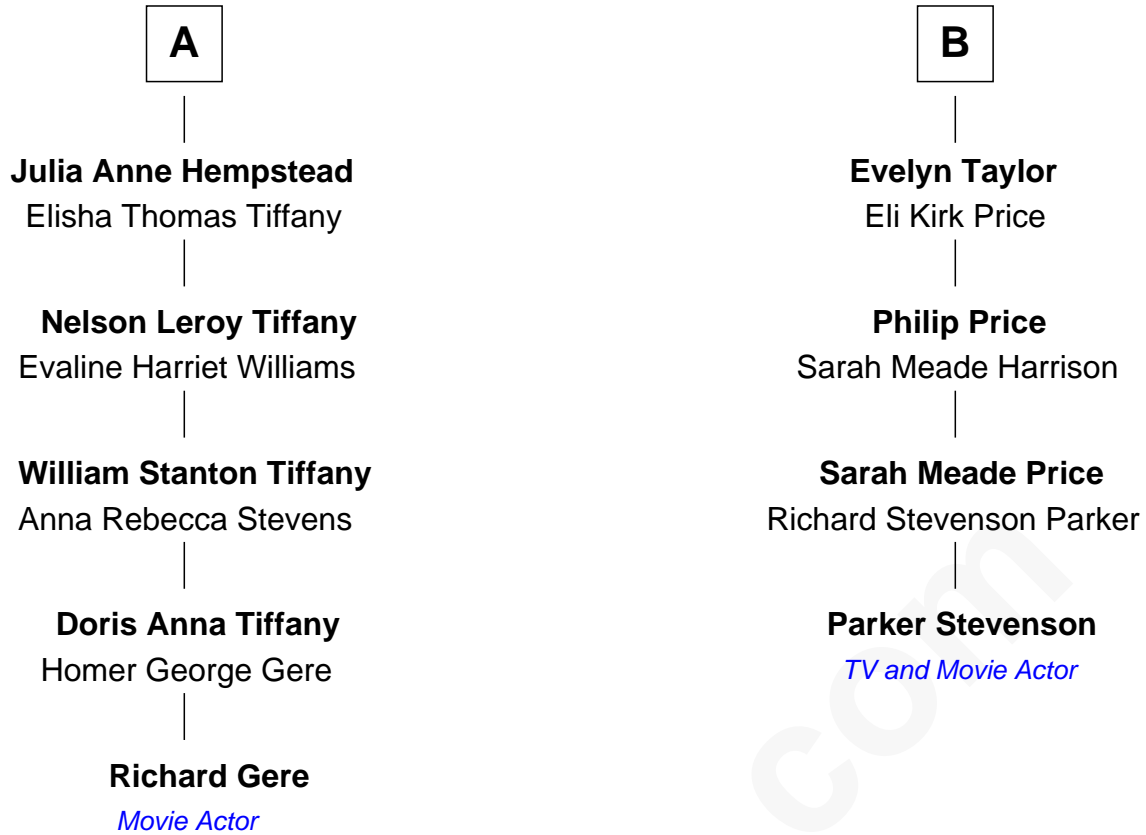 A
Julia Anne Hempstead
Elisha Thomas Tiffany
Nelson Leroy Tiffany
Evaline Harriet Williams
William Stanton Tiffany
Anna Rebecca Stevens
Doris Anna Tiffany
Homer George Gere
Richard Gere
Movie Actor
B
Evelyn Taylor
Eli Kirk Price
Philip Price
Sarah Meade Harrison
Sarah Meade Price
Richard Stevenson Parker
Parker Stevenson
TV and Movie Actor
com